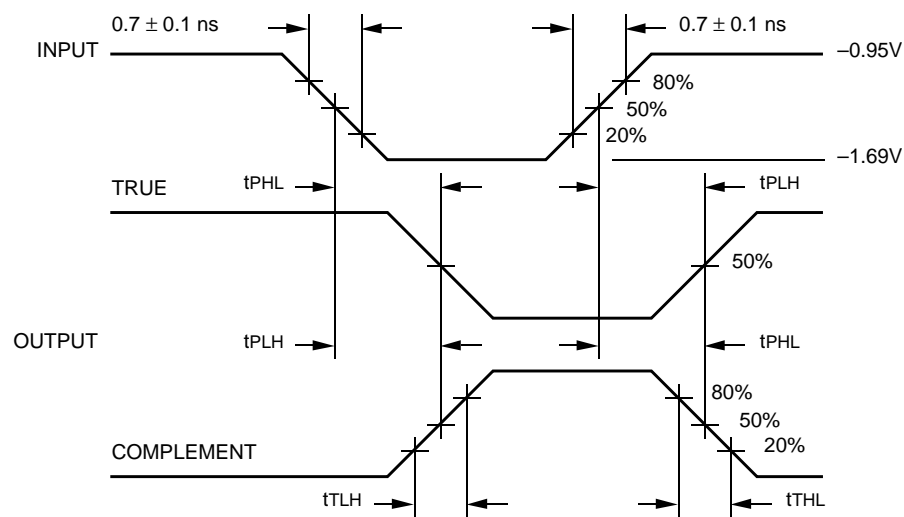 0.7 ± 0.1 ns
0.7 ± 0.1 ns
INPUT
–0.95V
80%
50%
20%
–1.69V
tPHL
tPLH
TRUE
50%
OUTPUT
tPLH
tPHL
80%
50%
COMPLEMENT
20%
tTLH
tTHL